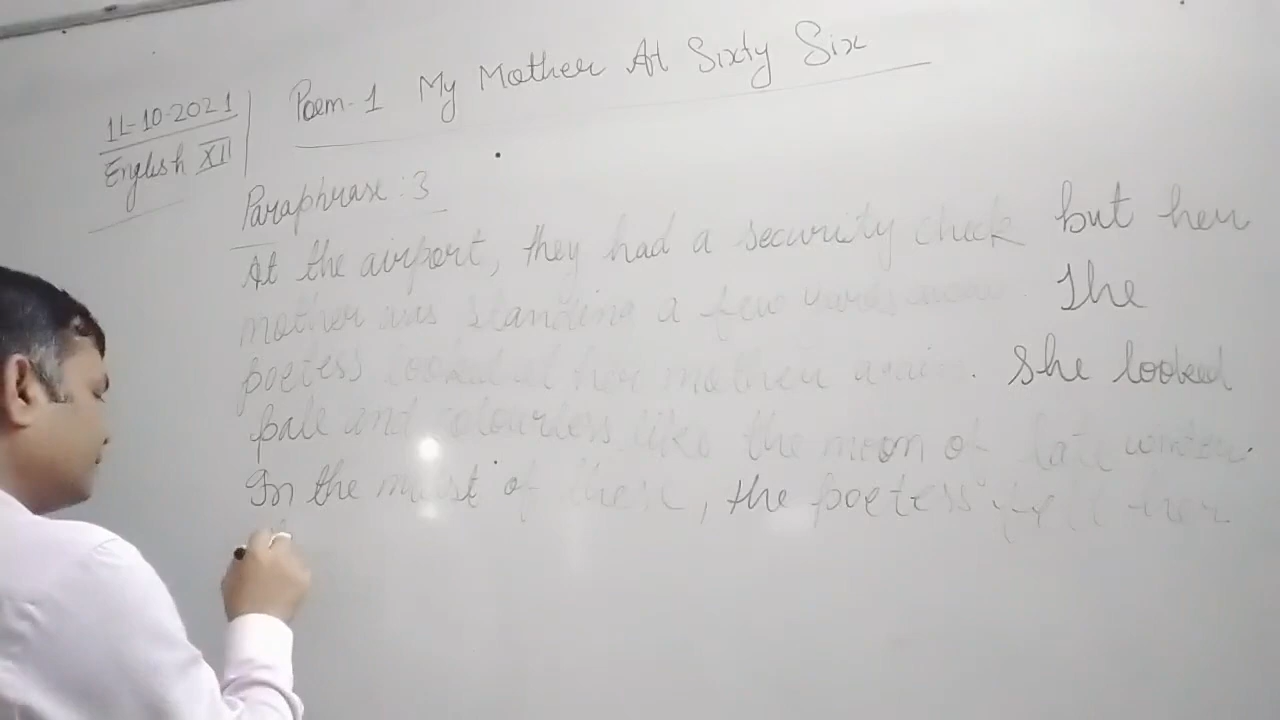 11-10-2021
English XII
Poem-1 My Mother At Sixty Six
Paraphrase : 3
At the airport, they had a security check but her
mother was standing a few yards away. The
poetess looked at her mother again. She looked
pale and colourless like the moon of late winter.
In the midst of these, the poetess felt her